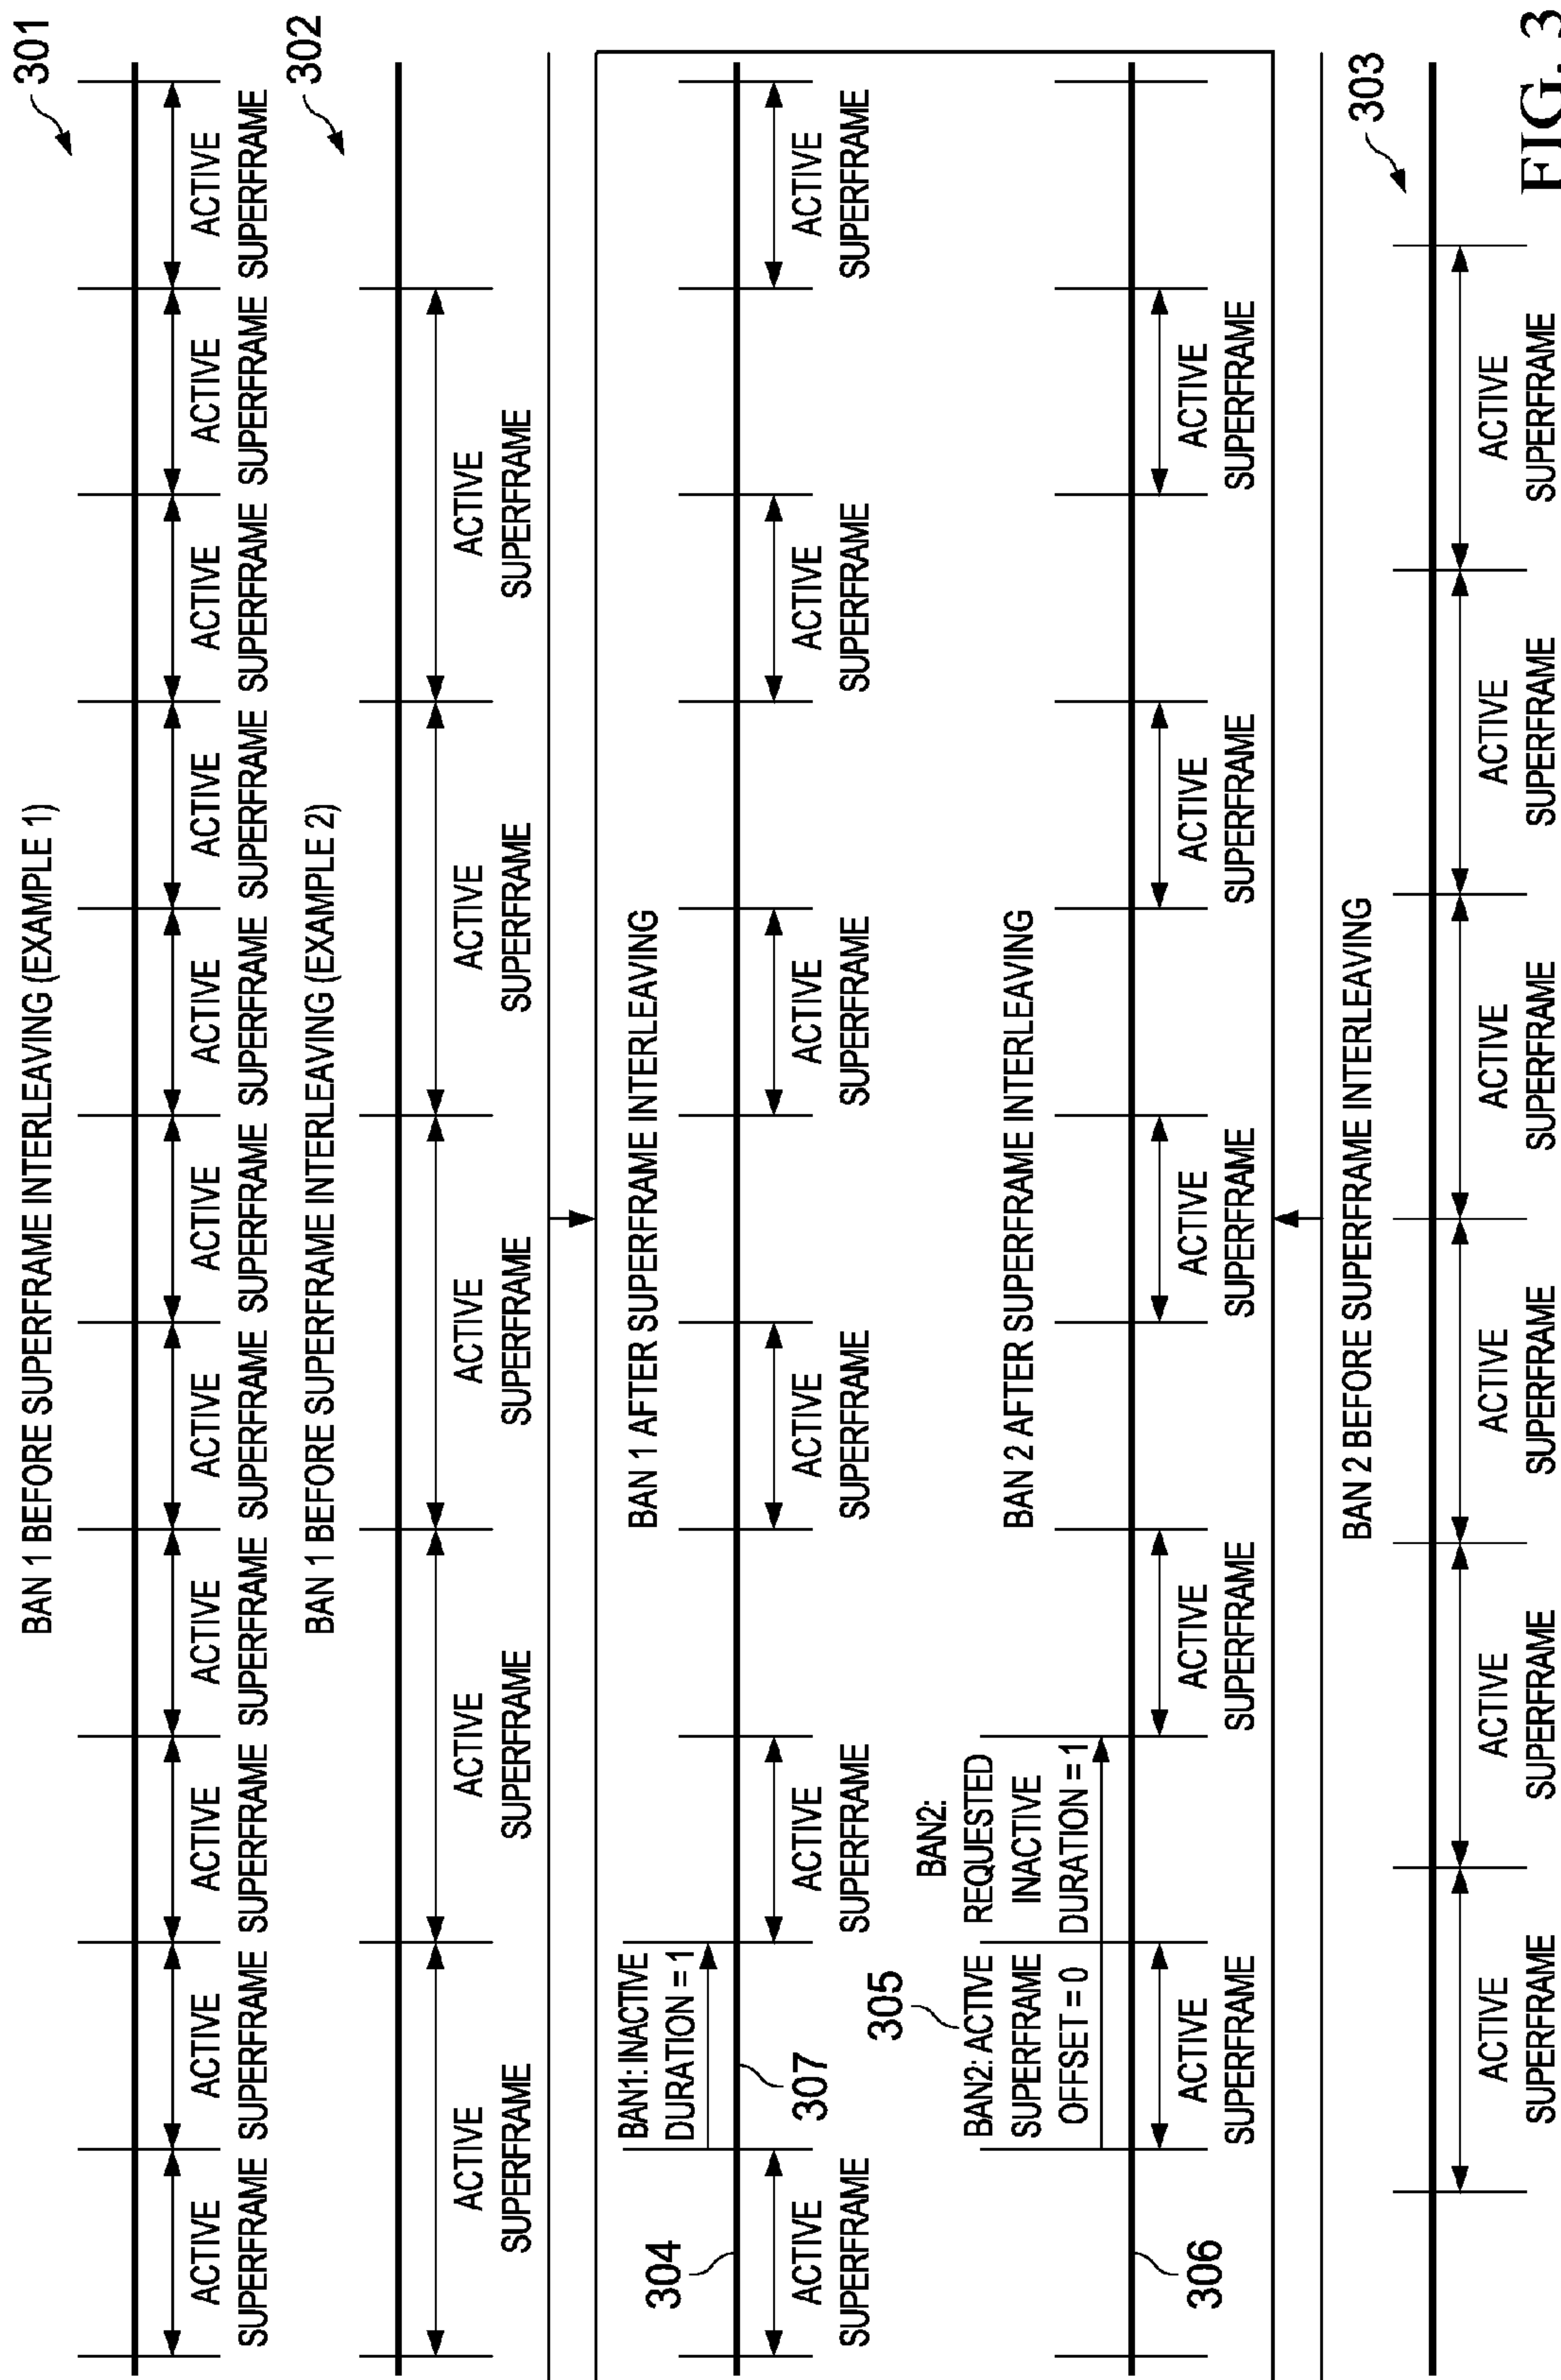 BAN 1 BEFORE SUPERFRAME INTERLEAVING (EXAMPLE 1)
301
ACTIVE ACTIVE ACTIVE ACTIVE ACTIVE ACTIVE ACTIVE ACTIVE ACTIVE ACTIVE ACTIVE
SUPERFRAME SUPERFRAME SUPERFRAME SUPERFRAME SUPERFRAME SUPERFRAME SUPERFRAME SUPERFRAME SUPERFRAME SUPERFRAME SUPERFRAME
BAN 1 BEFORE SUPERFRAME INTERLEAVING (EXAMPLE 2)
302
ACTIVE ACTIVE ACTIVE ACTIVE ACTIVE
SUPERFRAME SUPERFRAME SUPERFRAME SUPERFRAME SUPERFRAME
BAN 1 AFTER SUPERFRAME INTERLEAVING
BAN1: INACTIVE
DURATION = 1
304
307
ACTIVE ACTIVE ACTIVE ACTIVE ACTIVE ACTIVE
SUPERFRAME SUPERFRAME SUPERFRAME SUPERFRAME SUPERFRAME SUPERFRAME
305
BAN 2 AFTER SUPERFRAME INTERLEAVING
BAN2: ACTIVE
SUPERFRAME
OFFSET = 0
BAN2:
REQUESTED
INACTIVE
DURATION = 1
306
ACTIVE ACTIVE ACTIVE ACTIVE ACTIVE
SUPERFRAME SUPERFRAME SUPERFRAME SUPERFRAME SUPERFRAME
BAN 2 BEFORE SUPERFRAME INTERLEAVING
303
ACTIVE ACTIVE ACTIVE ACTIVE ACTIVE ACTIVE
SUPERFRAME SUPERFRAME SUPERFRAME SUPERFRAME SUPERFRAME SUPERFRAME
FIG. 3